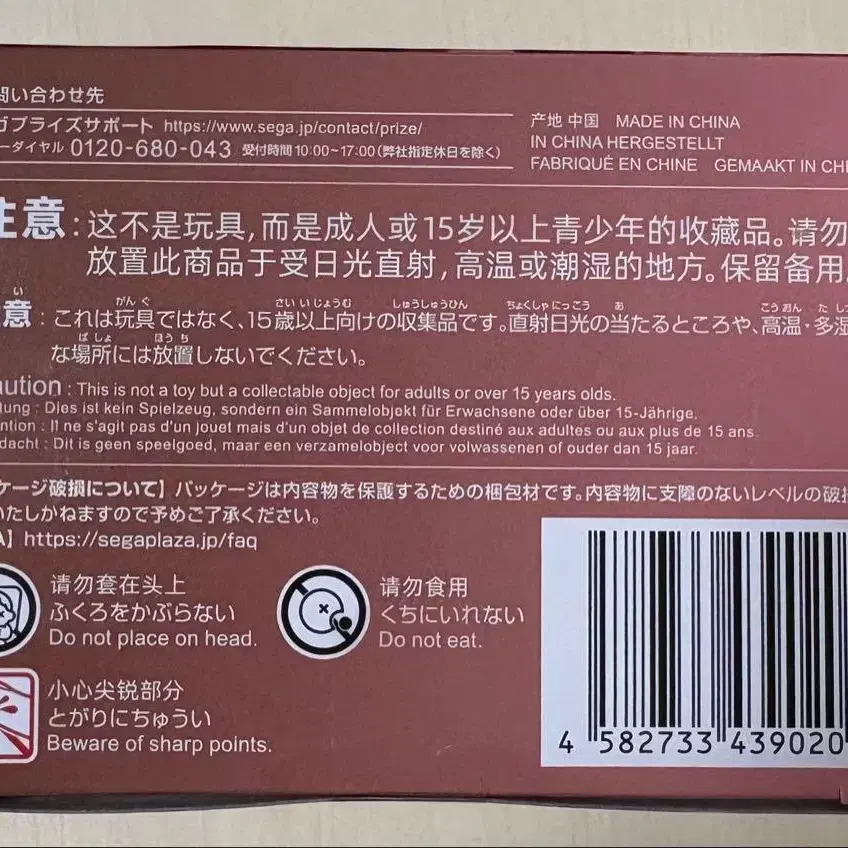 問い合わせ先
ガプライズサポート https://www.sega.jp/contact/prize/
ーダイヤル 0120-680-043 受付時間10:00~17:00(弊社指定休日を除く)
产地 中国 MADE IN CHINA
IN CHINA HERGESTELLT
FABRIQUÉ EN CHINE GEMAAKT IN CHI
注意:这不是玩具,而是成人或15岁以上青少年的收藏品。请勿
放置此商品于受日光直射,高温或潮湿的地方。保留备用。
意:これは玩具ではなく、15歳以上向けの収集品です。直射日光の当たるところや、高温・多湿
な場所には放置しないでください。
aution : This is not a toy but a collectable object for adults or over 15 years olds.
tung : Dies ist kein Spielzeug, sondern ein Sammelobjekt für Erwachsene oder über 15-Jährige.
ention : Il ne s'agit pas d'un jouet mais d'un objet de collection destiné aux adultes ou aux plus de 15 ans.
dacht : Dit is geen speelgoed, maar een verzamelobject voor volwassenen of ouder dan 15 jaar.
ケージ破損について】パッケージは内容物を保護するための梱包材です。内容物に支障のないレベルの破損
いたしかねますので予めご了承ください。
A】https://segaplaza.jp/faq
请勿套在头上
ふくろをかぶらない
Do not place on head.
请勿食用
くちにいれない
Do not eat.
小心尖锐部分
とがりにちゅうい
Beware of sharp points.
4 582733 439020